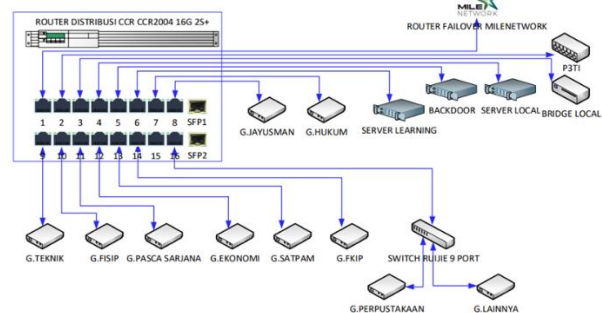 MILE
NETWORK
ROUTER DISTRIBUSI CCR CCR2004 16G 2S+
ROUTER FAILOVER MILENETWORK
P3TI
BACKDOOR
SERVER LOCAL
BRIDGE LOCAL
1 2 3 4 5 6 7 8 SFP1
G.JAYUSMAN
G.HUKUM
SERVER LEARNING
9 10 11 12 13 14 15 16 SFP2
G.TEKNIK
G.FISIP
G.PASCA SARJANA
G.EKONOMI
G.SATPAM
G.FKIP
SWITCH RUIJIE 9 PORT
G.PERPUSTAKAAN
G.LAINNYA